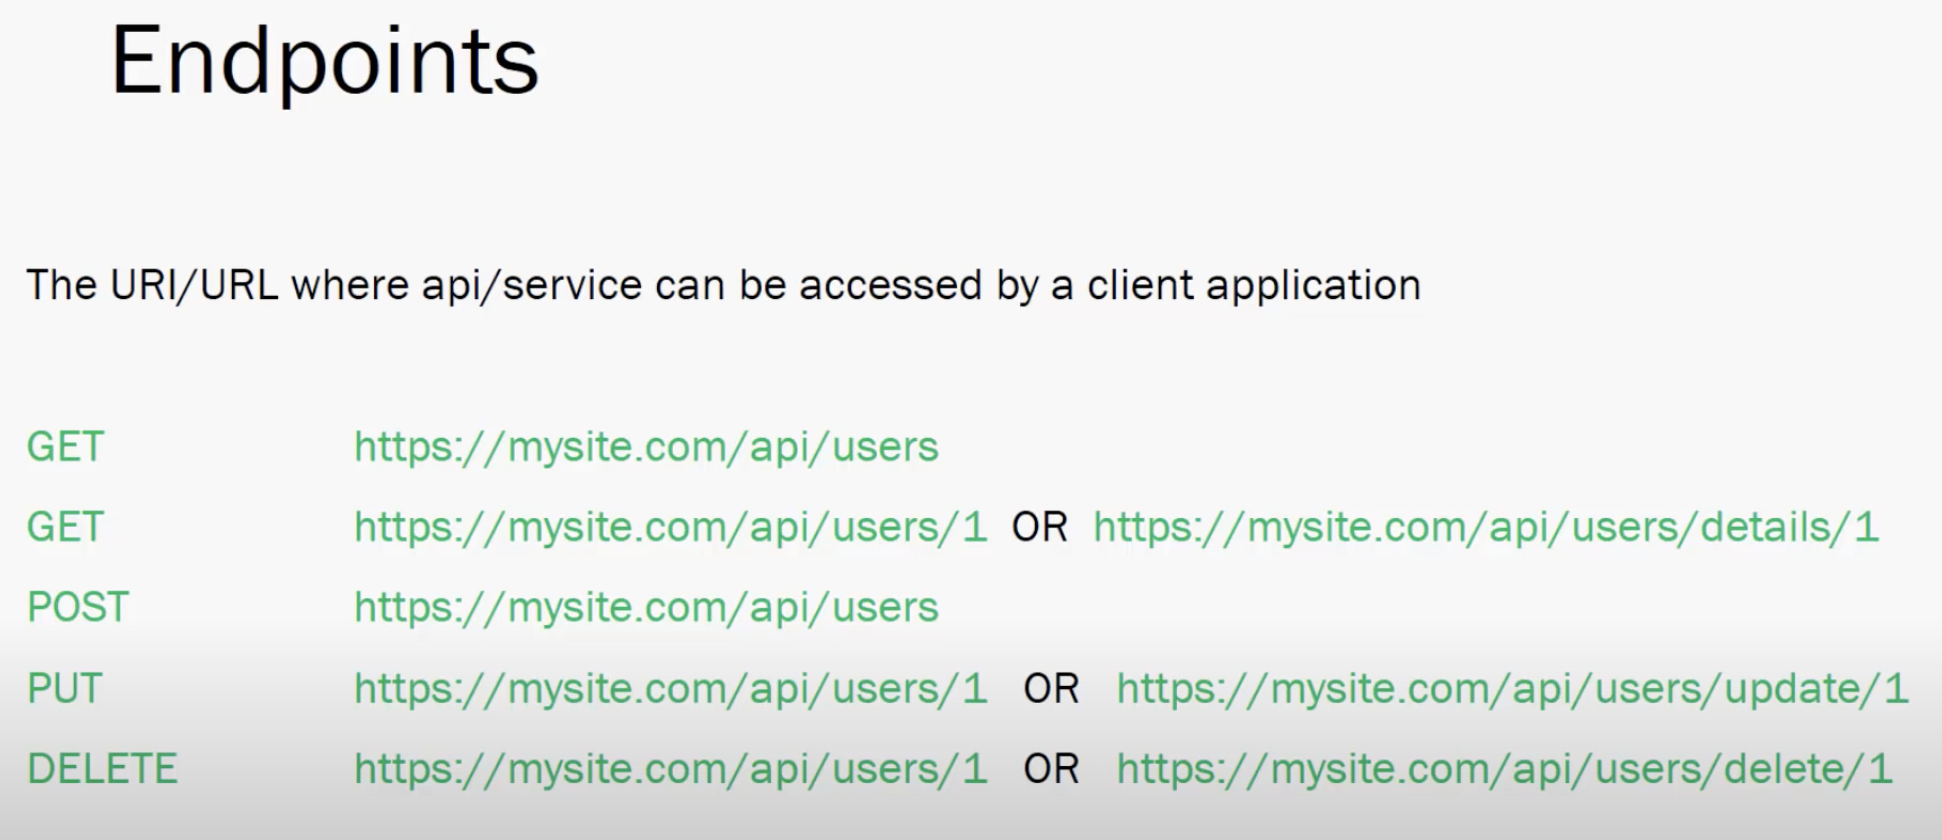 Endpoints
The URI/URL where api/service can be accessed by a client application
GET https://mysite.com/api/users
GET https://mysite.com/api/users/1 OR https://mysite.com/api/users/details/1
POST https://mysite.com/api/users
PUT https://mysite.com/api/users/1 OR https://mysite.com/api/users/update/1
DELETE https://mysite.com/api/users/1 OR https://mysite.com/api/users/delete/1